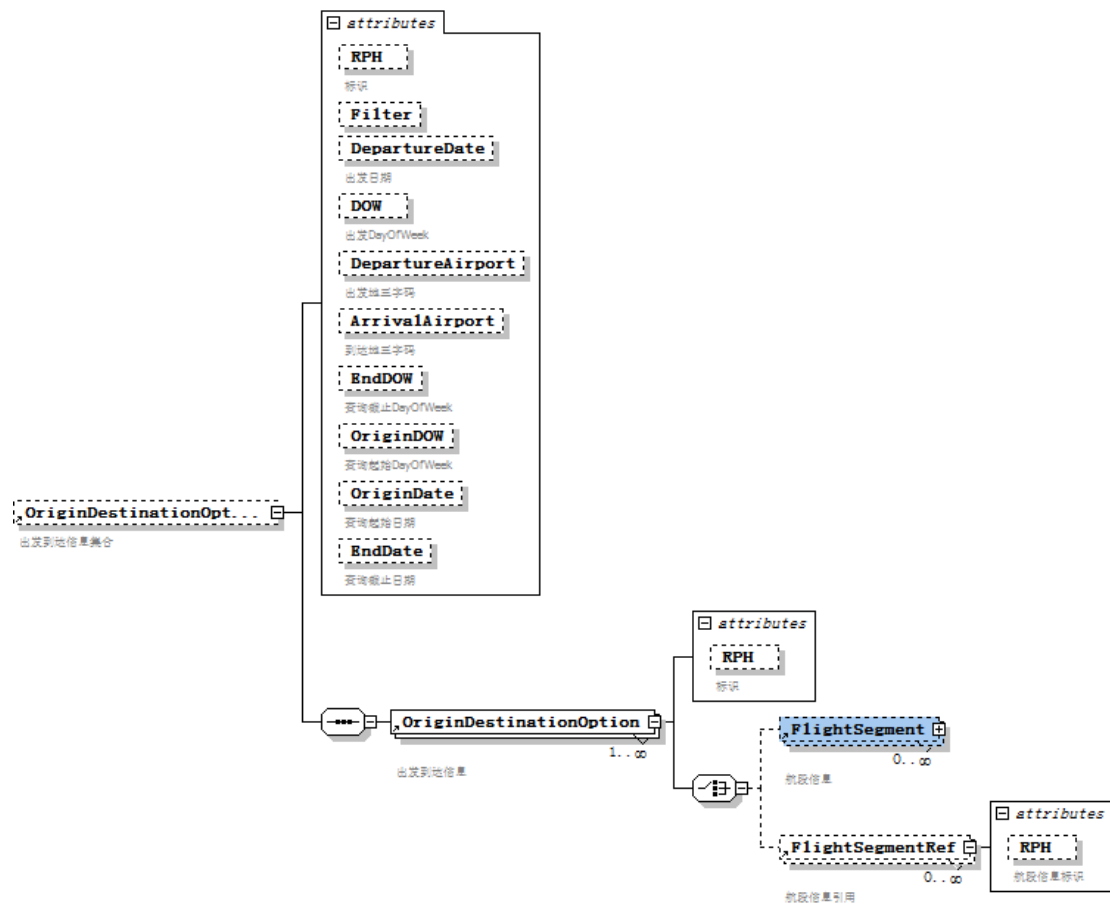 attributes
RPH
标识
Filter
DepartureDate
出发日期
DOW
出发DayOfWeek
DepartureAirport
出发地三字码
ArrivalAirport
到达地三字码
EndDOW
查询截止DayOfWeek
OriginDOW
查询起始DayOfWeek
OriginDate
查询起始日期
EndDate
查询截止日期
OriginDestinationOpt...
出发到达信息集合
OriginDestinationOption
1..∞
出发到达信息
attributes
RPH
标识
FlightSegment
0..∞
航段信息
FlightSegmentRef
0..∞
航段信息引用
attributes
RPH
航段信息标识